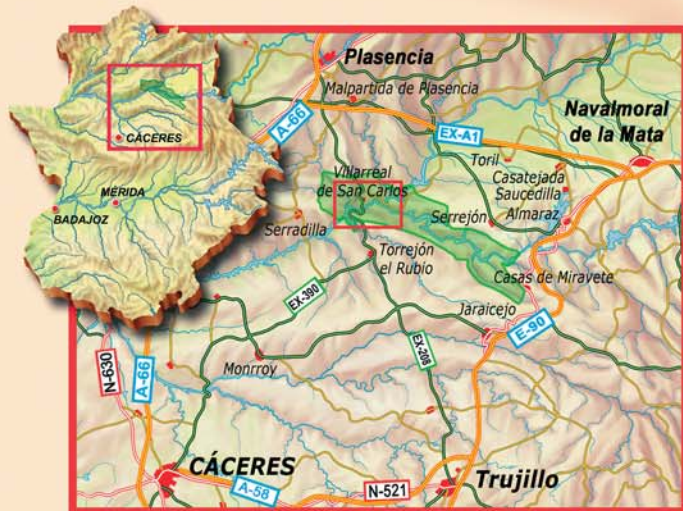 CÁCERES
MÉRIDA
BADAJOZ
Plasencia
Malpartida de Plasencia
A-66
EX-A1
Navalmoral
de la Mata
Toril
Casatejada
Saucedilla
Almaraz
Villarreal
de San Carlos
Serradilla
Serrejón
Torrejón
el Rubio
Casas de Miravete
EX-390
Jaraicejo
E-90
EX-208
Monrroy
N-630
A-66
CÁCERES
A-58
N-521
Trujillo